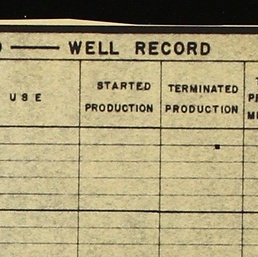 WELL RECORD
USE
STARTED PRODUCTION
TERMINATED PRODUCTION